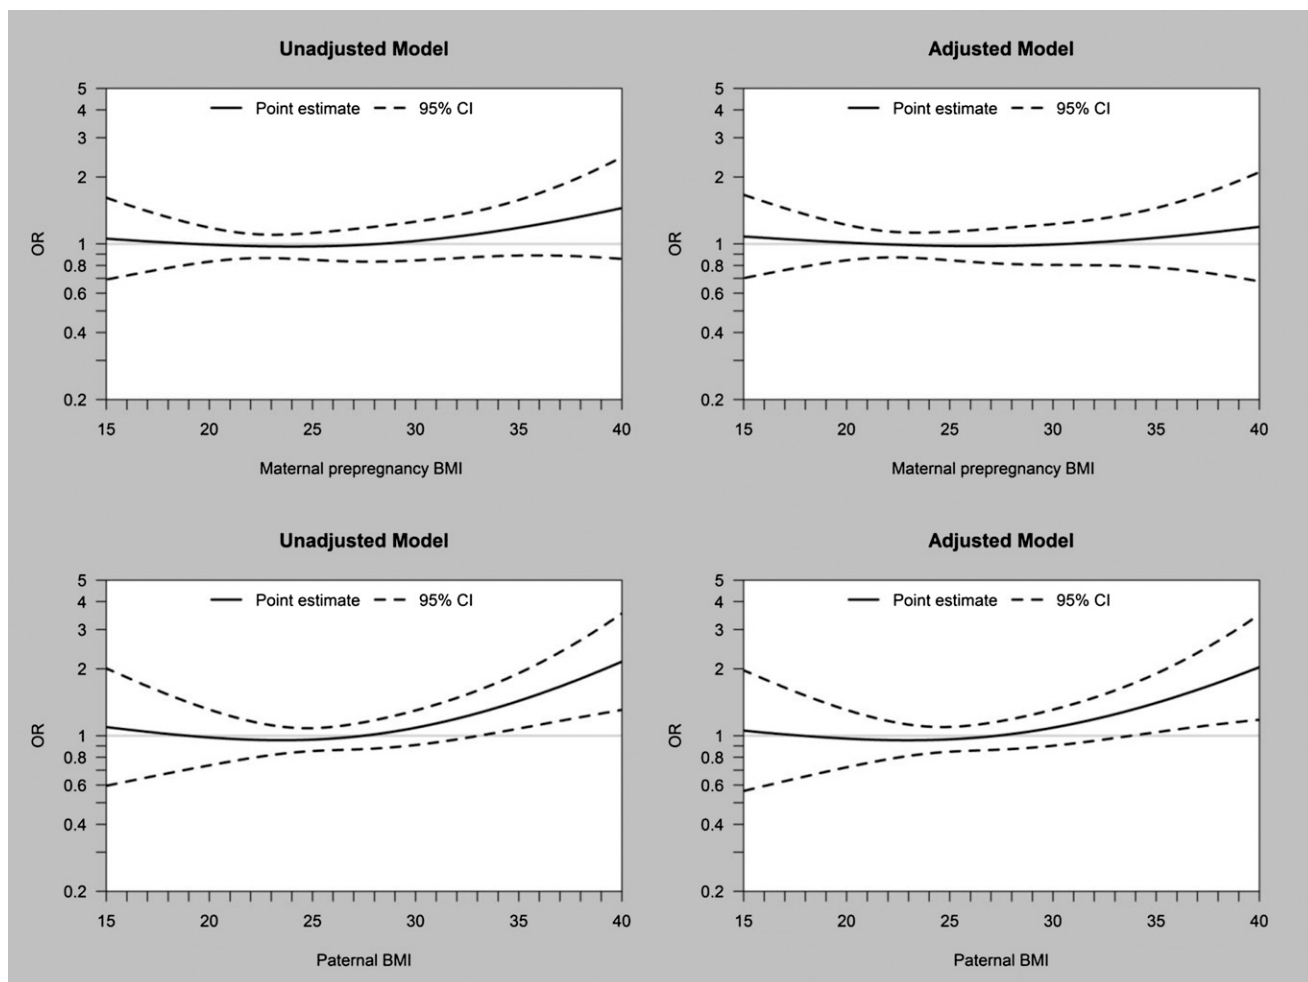 Unadjusted Model
5
4
3
2
1
0.8
0.6
0.4
0.2
OR
Point estimate 95% CI
15 20 25 30 35 40
Maternal prepregnancy BMI
Adjusted Model
5
4
3
2
1
0.8
0.6
0.4
0.2
OR
Point estimate 95% CI
15 20 25 30 35 40
Maternal prepregnancy BMI
Unadjusted Model
5
4
3
2
1
0.8
0.6
0.4
0.2
OR
Point estimate 95% CI
15 20 25 30 35 40
Paternal BMI
Adjusted Model
5
4
3
2
1
0.8
0.6
0.4
0.2
OR
Point estimate 95% CI
15 20 25 30 35 40
Paternal BMI